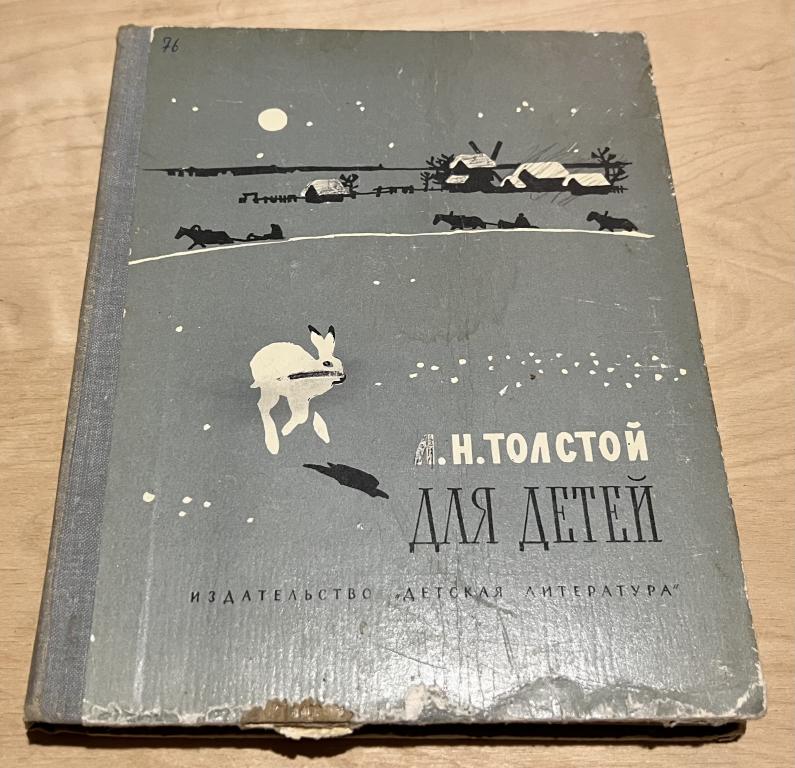 76
А.Н.ТОЛСТОЙ
ДЛЯ ДЕТЕЙ
ИЗДАТЕЛЬСТВО „ДЕТСКАЯ ЛИТЕРАТУРА“